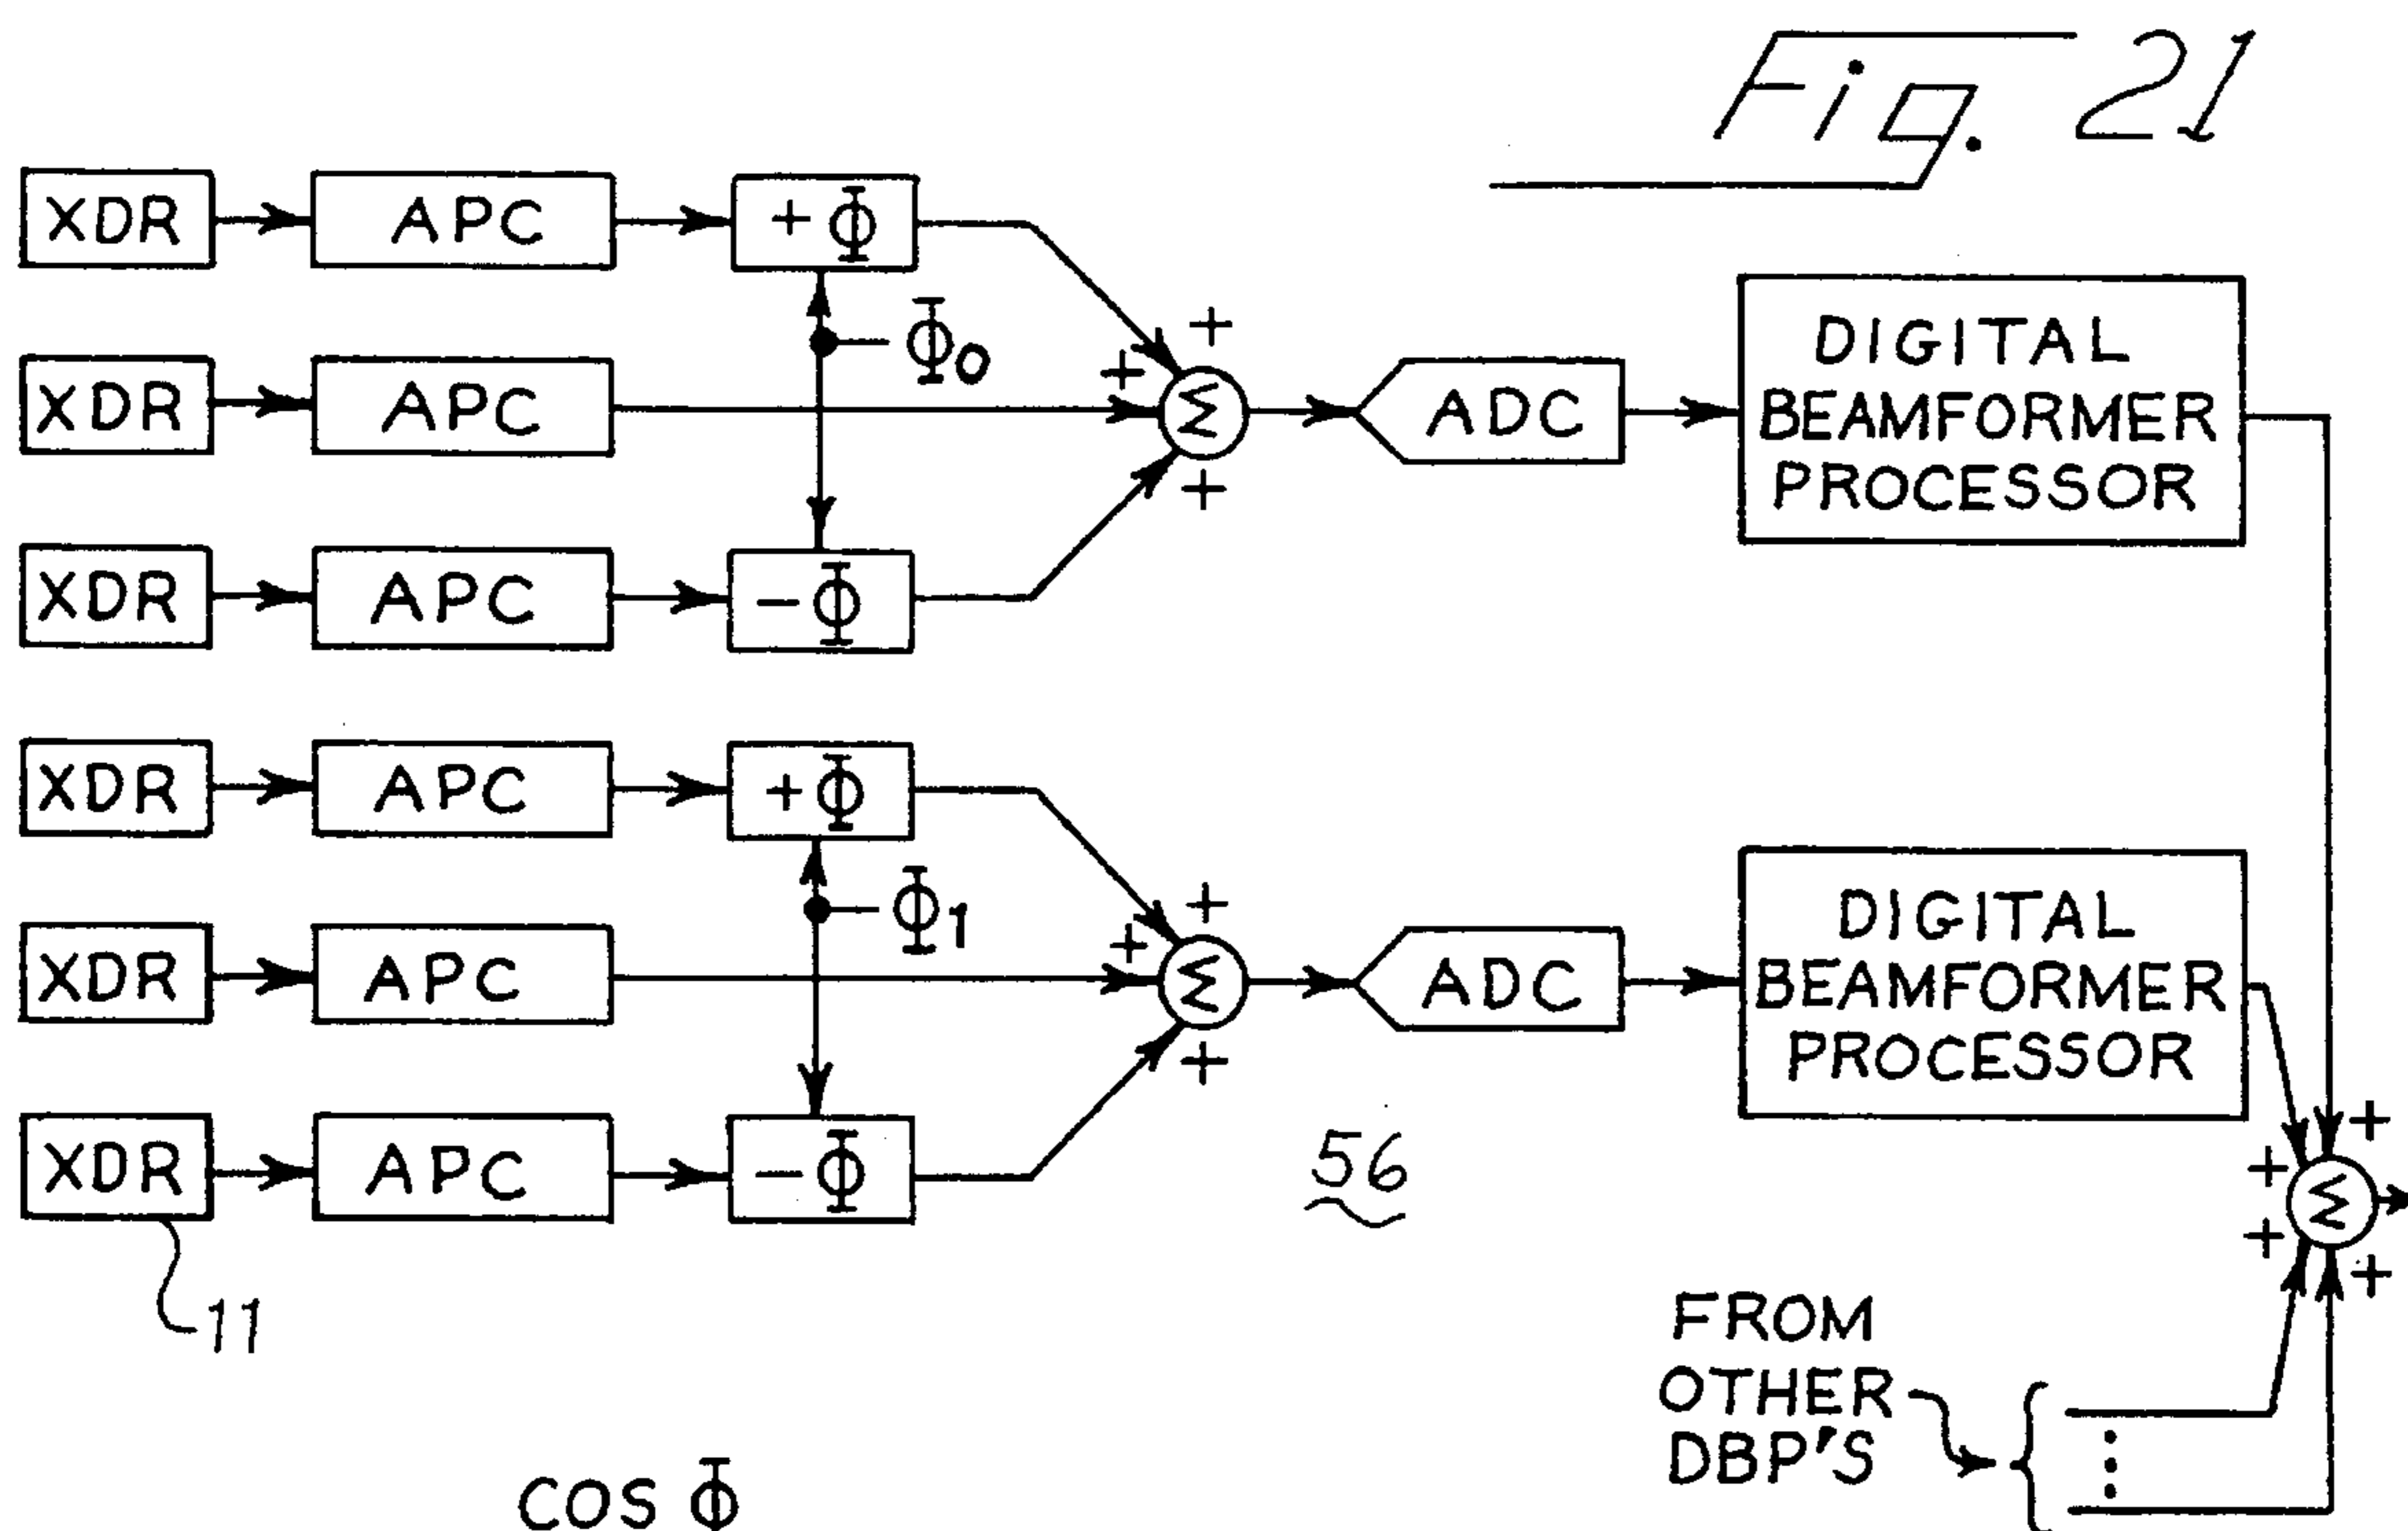 Fig. 21
XDR APC + Φ
Φ0
XDR APC + + Σ ADC DIGITAL BEAMFORMER PROCESSOR
+
XDR APC − Φ
XDR APC + Φ
Φ1
XDR APC + + Σ ADC DIGITAL BEAMFORMER PROCESSOR
+
XDR APC − Φ
56
+ +
Σ
+ +
11
FROM
OTHER
DBP'S
COS Φ